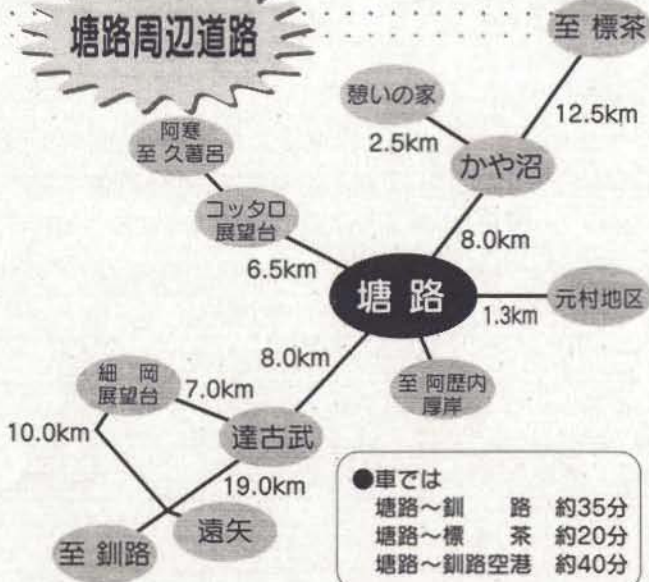 塘路周辺道路
至 標茶
憩いの家
12.5km
2.5km
阿寒
至 久著呂
かや沼
コッタロ
展望台
8.0km
6.5km
塘 路
元村地区
1.3km
8.0km
細 岡
展望台
7.0km
至 阿歴内
厚岸
10.0km
達古武
19.0km
遠矢
至 釧路
●車では
塘路～釧 路 約35分
塘路～標 茶 約20分
塘路～釧路空港 約40分